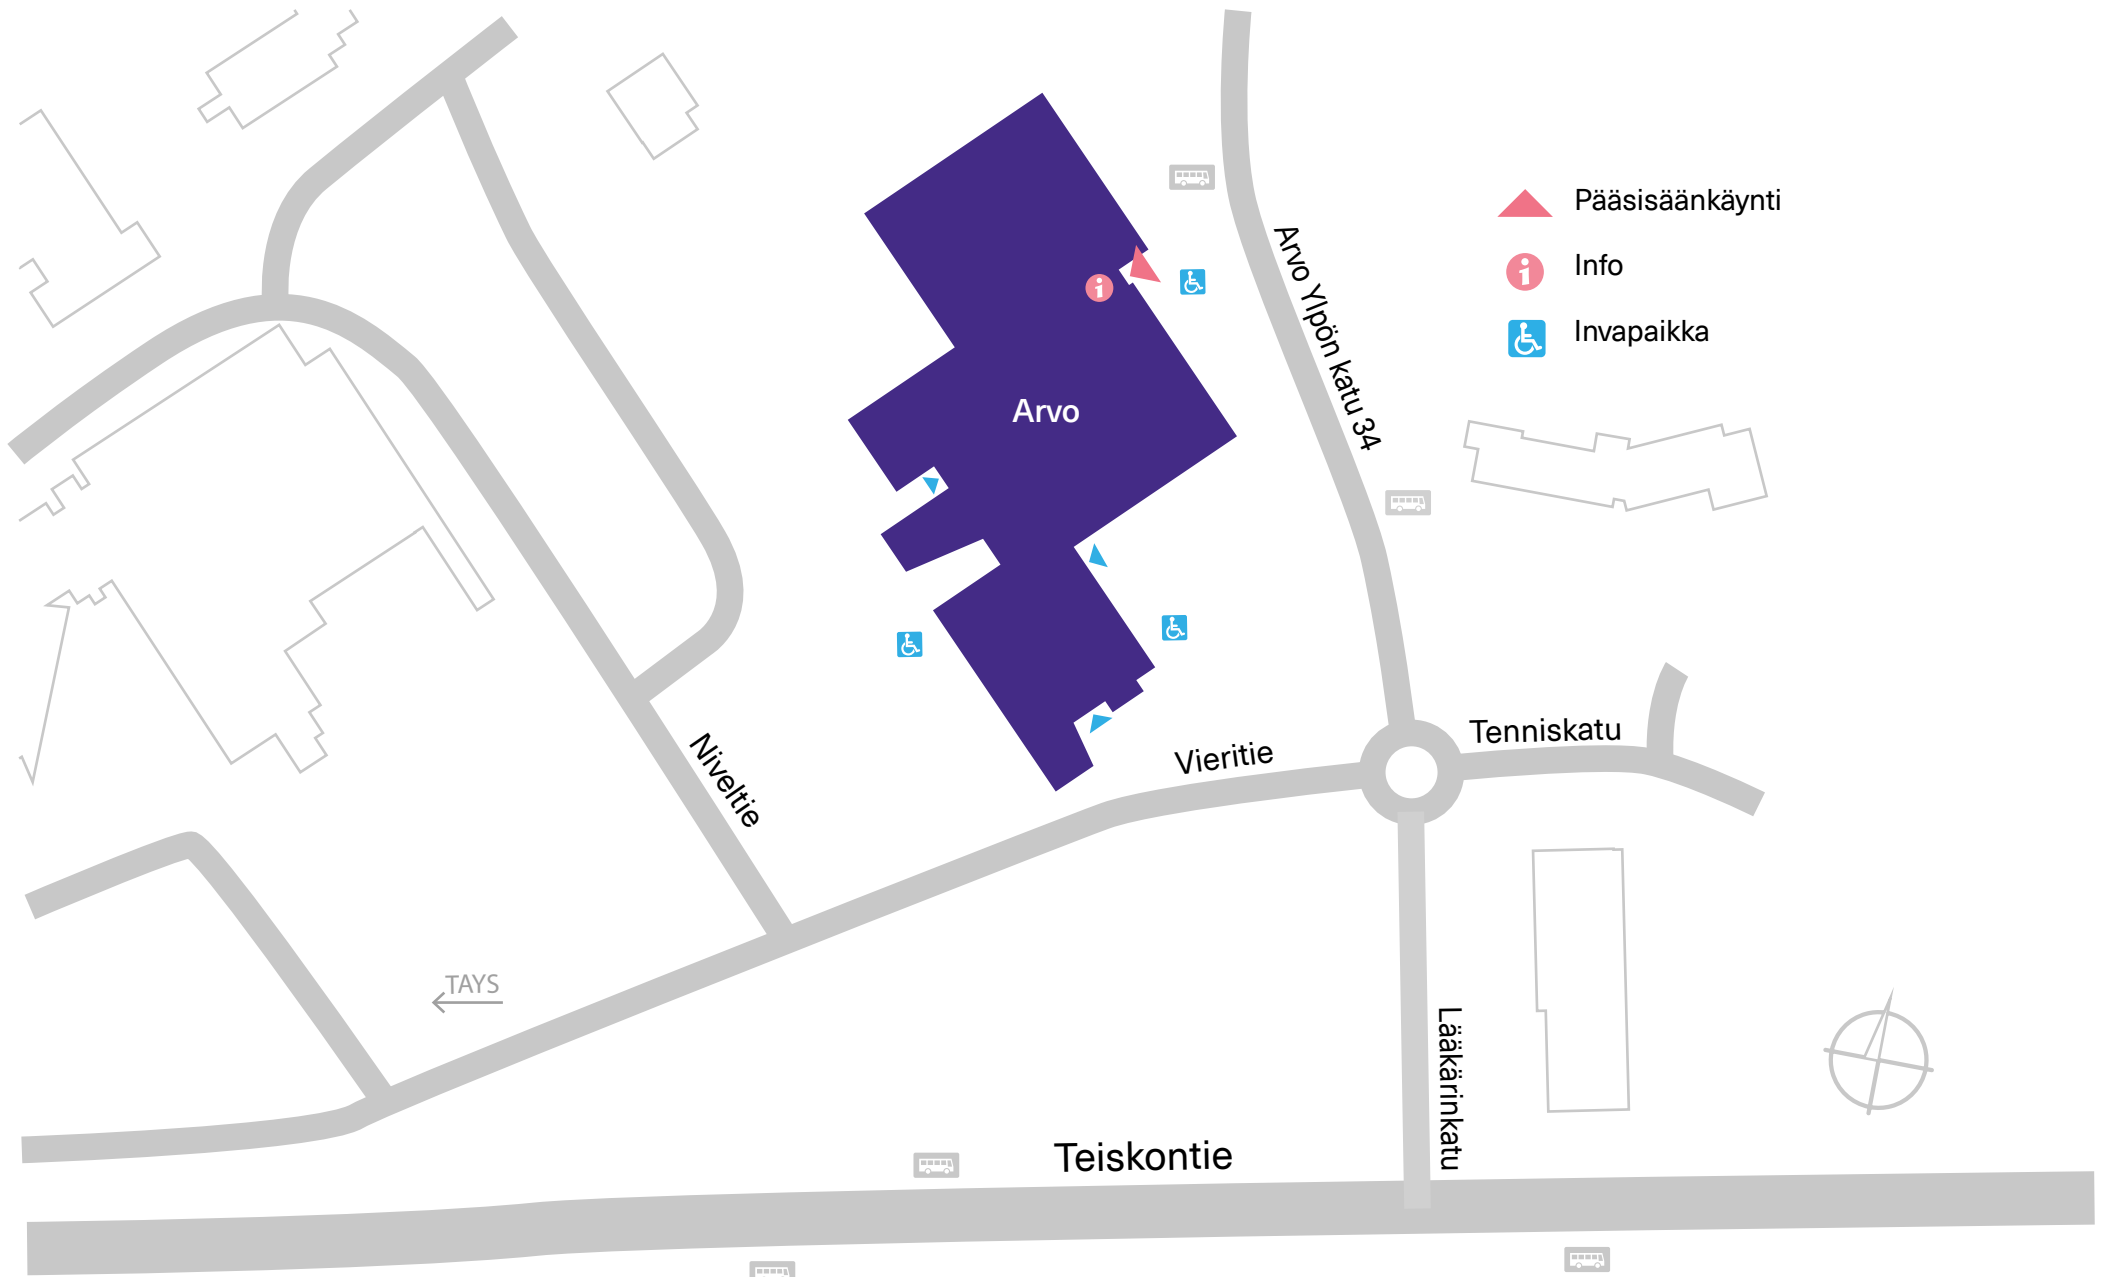 Pääsisäänkäynti
Info
Invapaikka
Arvo Ylpön katu 34
Arvo
Tenniskatu
Vieritie
Niveltie
TAYS
Lääkärinkatu
Teiskontie